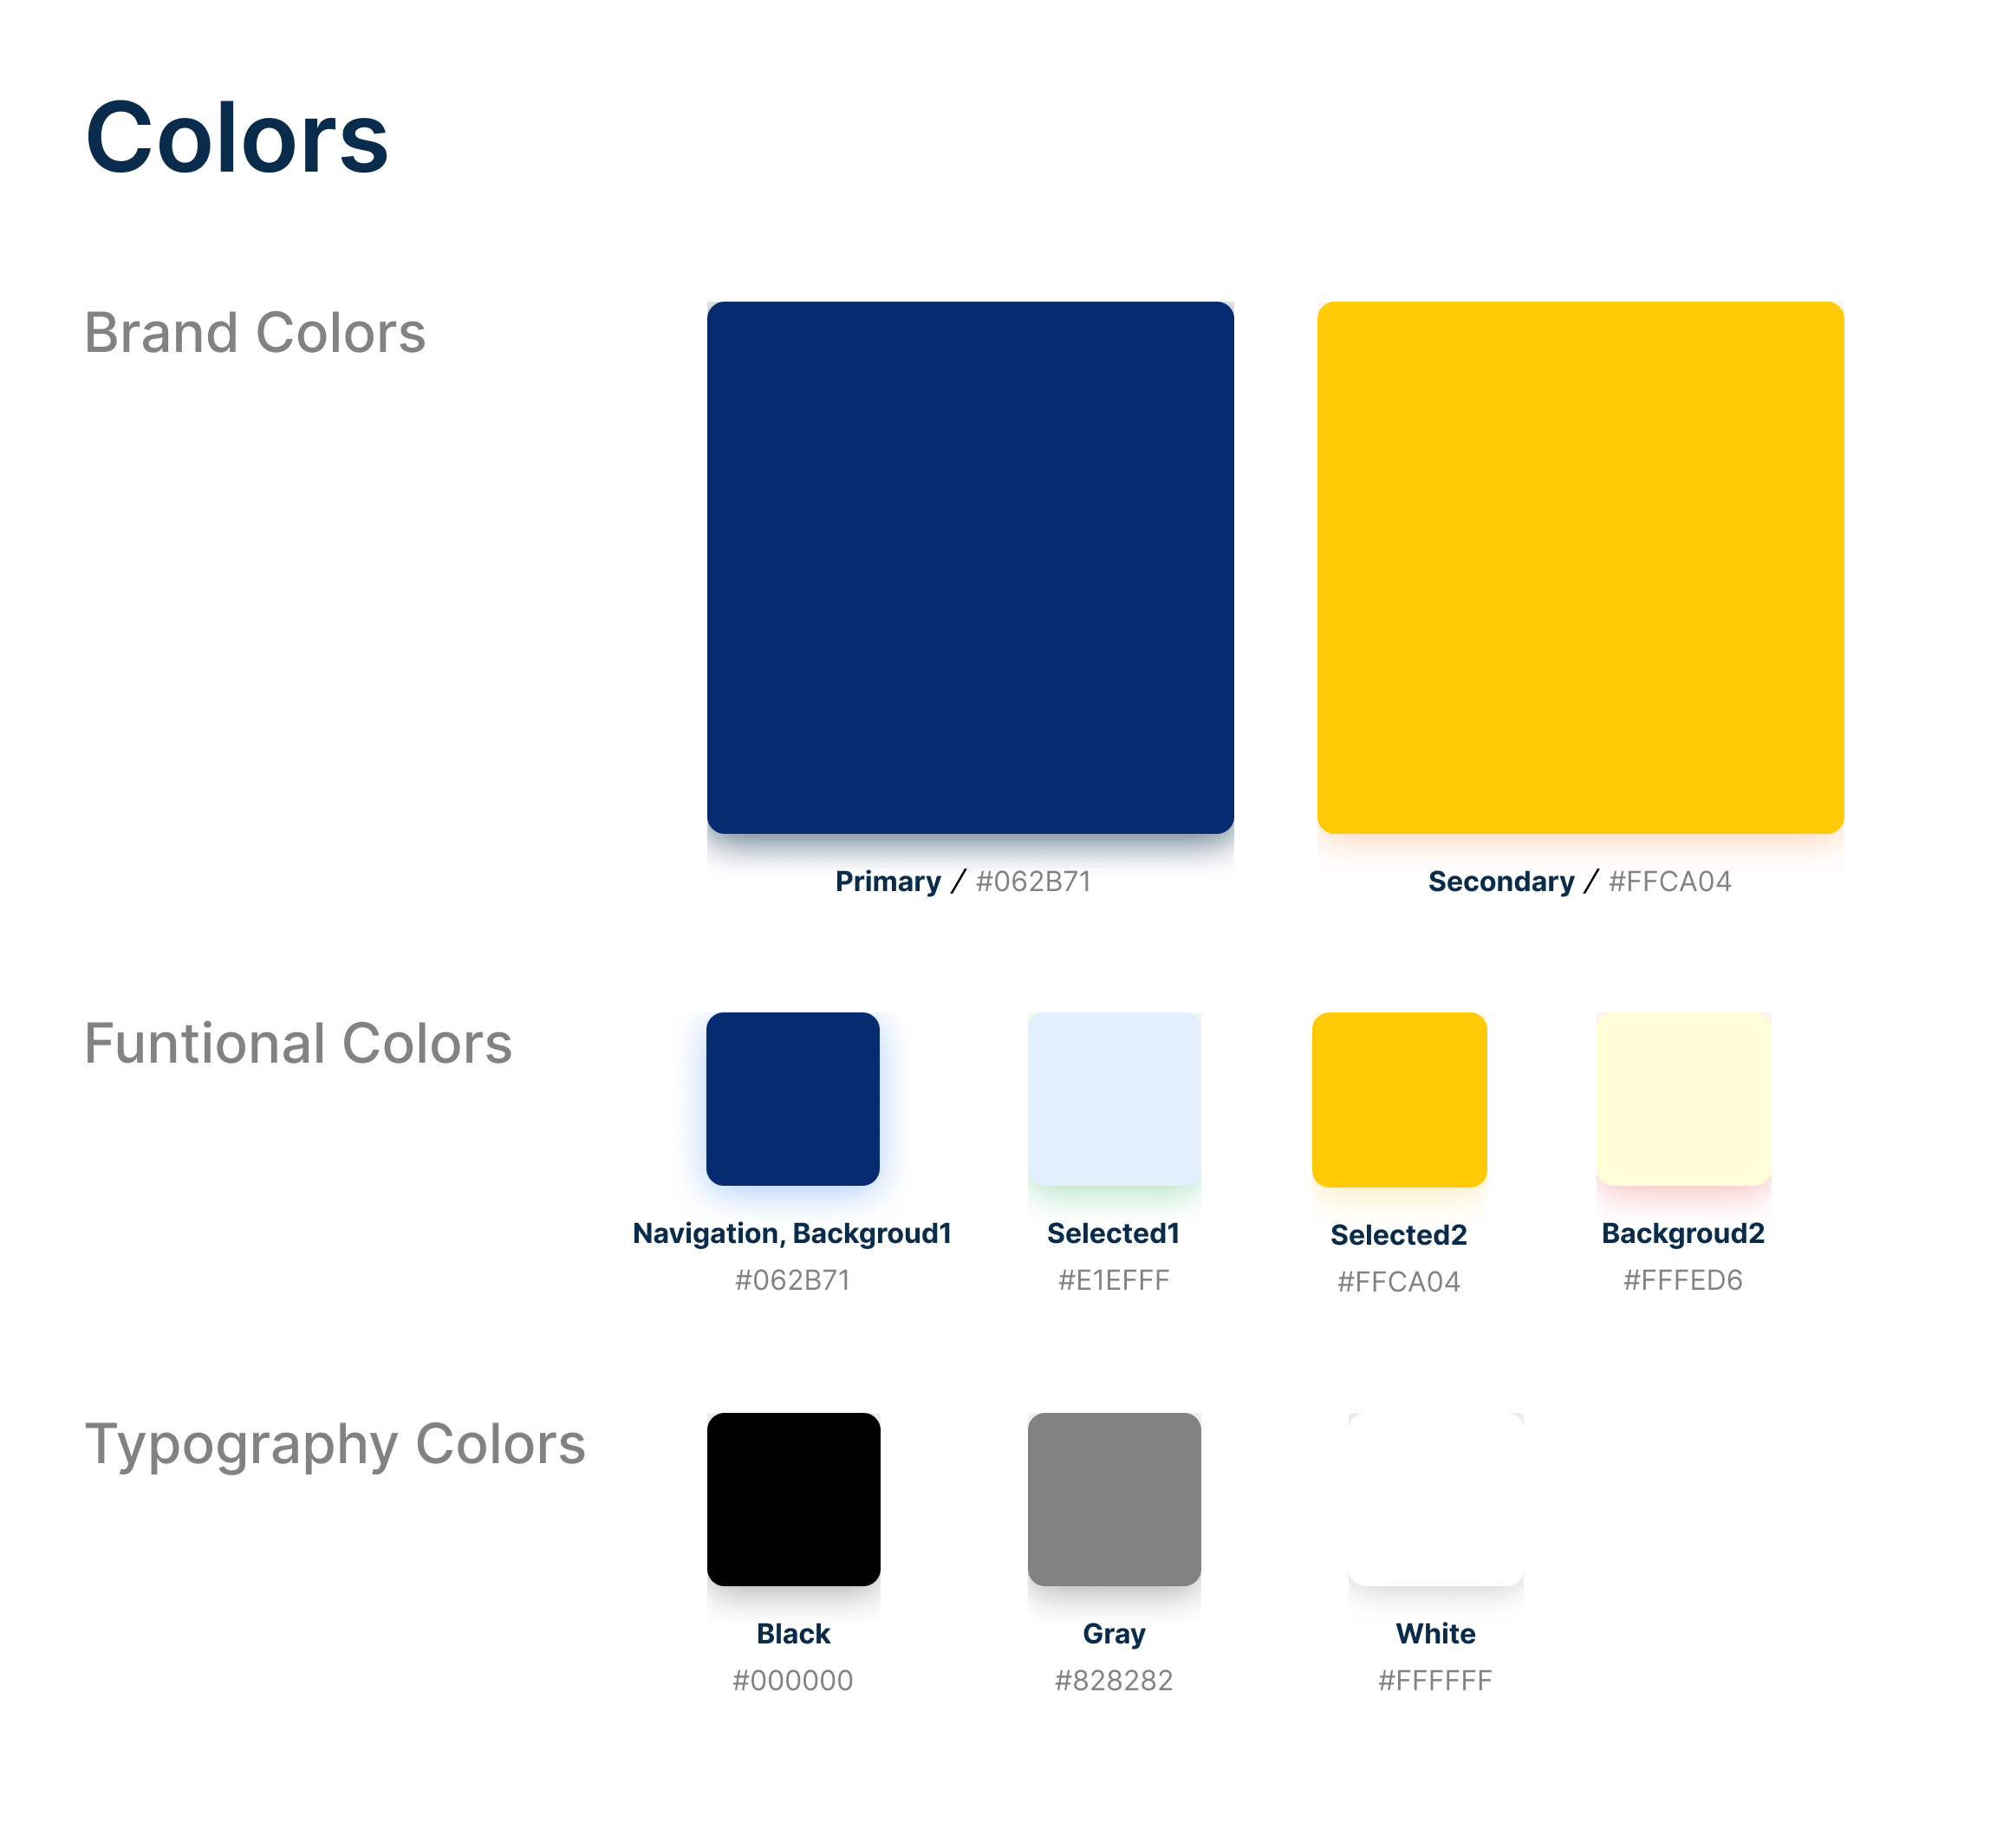 Colors
Brand Colors
Primary / #062B71
Secondary / #FFCA04
Funtional Colors
Navigation, Backgroud1
#062B71
Selected1
#E1EFFF
Selected2
#FFCA04
Backgroud2
#FFFED6
Typography Colors
Black
#000000
Gray
#828282
White
#FFFFFF